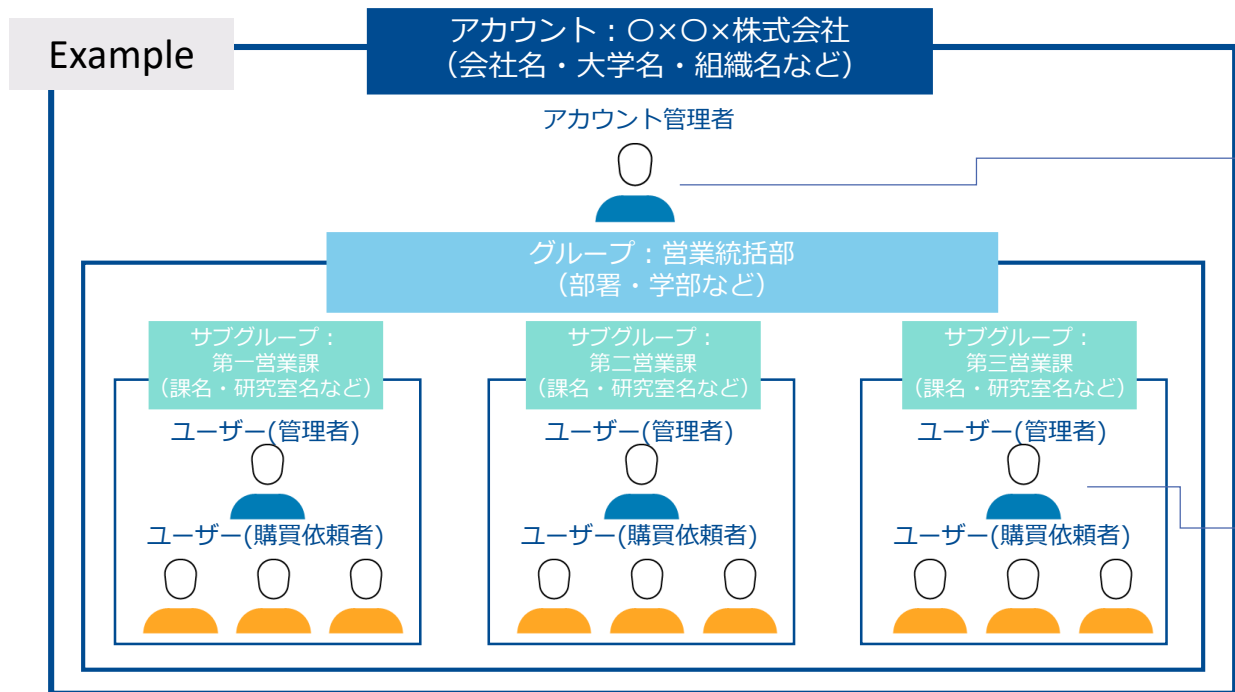 Example
アカウント：〇×〇×株式会社
（会社名・大学名・組織名など）
アカウント管理者
グループ：営業統括部
（部署・学部など）
サブグループ：
第一営業課
（課名・研究室名など）
ユーザー(管理者)
ユーザー(購買依頼者)
サブグループ：
第二営業課
（課名・研究室名など）
ユーザー(管理者)
ユーザー(購買依頼者)
サブグループ：
第三営業課
（課名・研究室名など）
ユーザー(管理者)
ユーザー(購買依頼者)